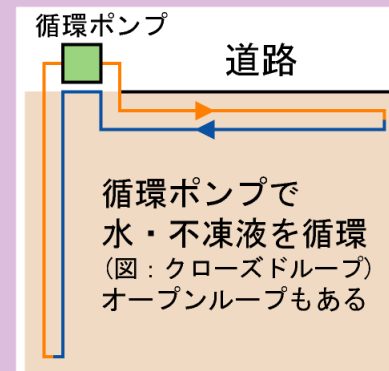 循環ポンプ
道路
循環ポンプで
水・不凍液を循環
(図：クローズドループ)
オープンループもある